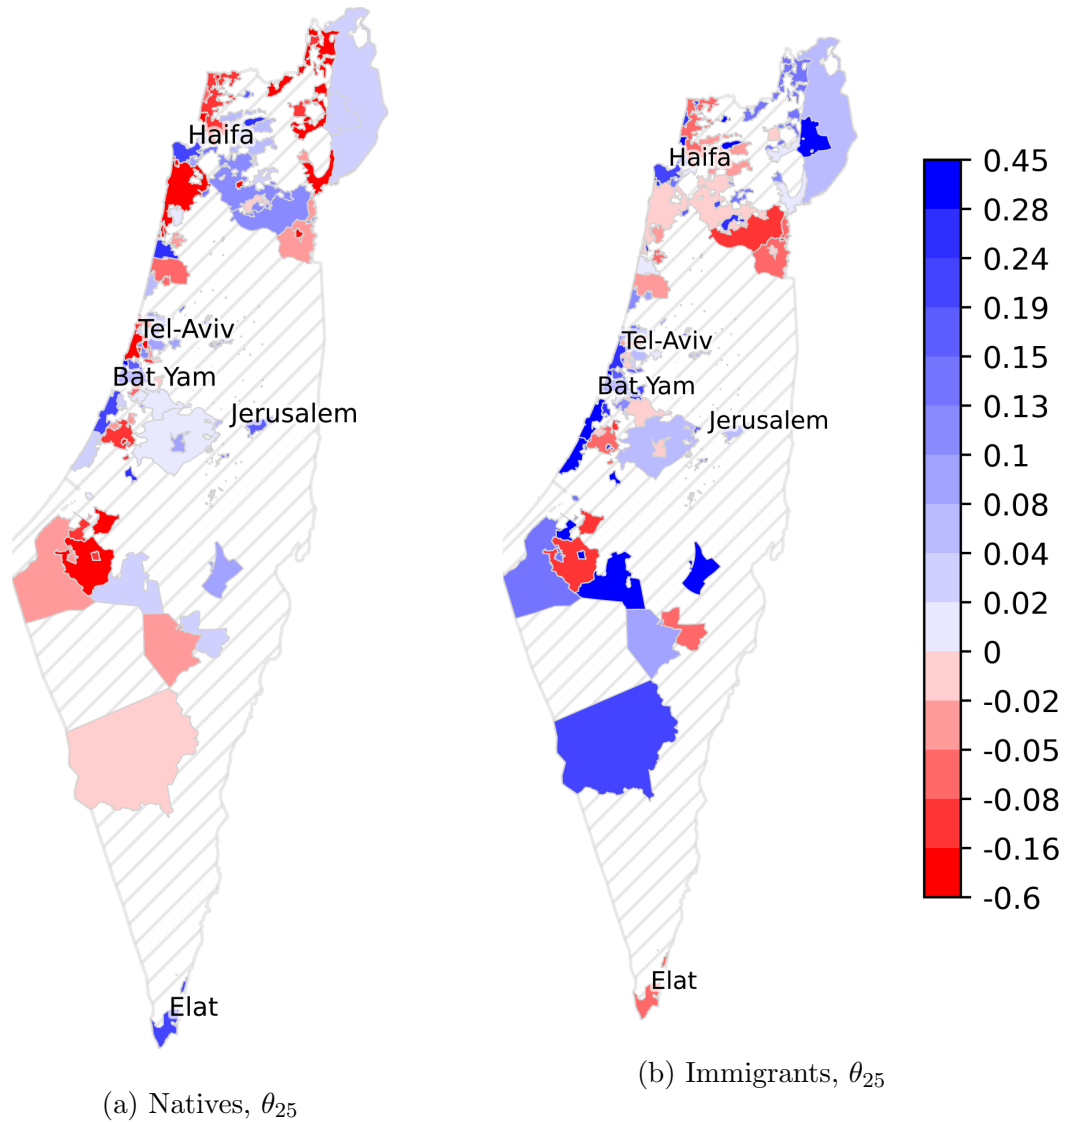 Haifa
Tel-Aviv
Bat Yam
Jerusalem
Elat
(a) Natives, θ25
Haifa
Tel-Aviv
Bat Yam
Jerusalem
Elat
(b) Immigrants, θ25
0.45
0.28
0.24
0.19
0.15
0.13
0.1
0.08
0.04
0.02
0
-0.02
-0.05
-0.08
-0.16
-0.6